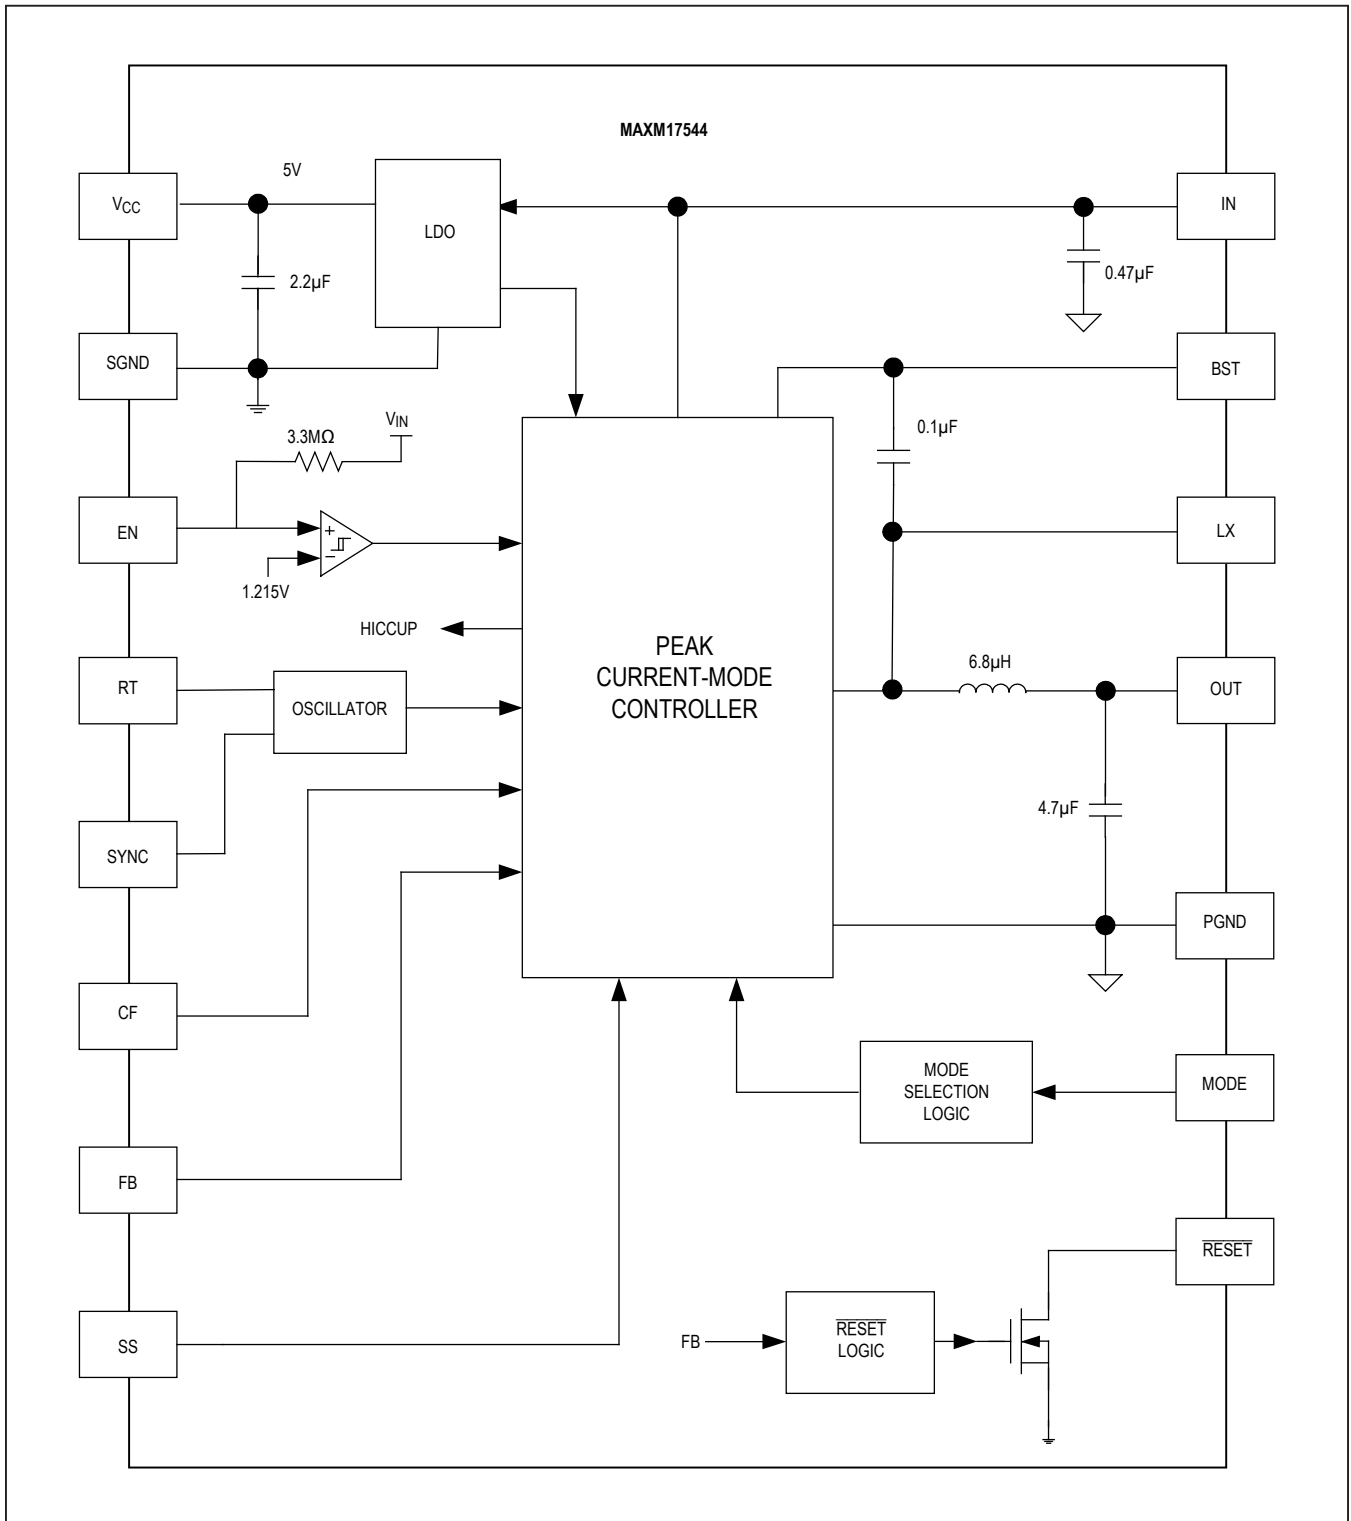 MAXM17544
5V
VCC
LDO
IN
2.2µF
0.47µF
SGND
BST
VIN
3.3MΩ
0.1µF
EN
+
−
LX
1.215V
HICCUP
PEAK
CURRENT-MODE
CONTROLLER
6.8µH
RT
OSCILLATOR
OUT
4.7µF
SYNC
PGND
CF
MODE
SELECTION
LOGIC
MODE
FB
RESET
FB
RESET
LOGIC
SS